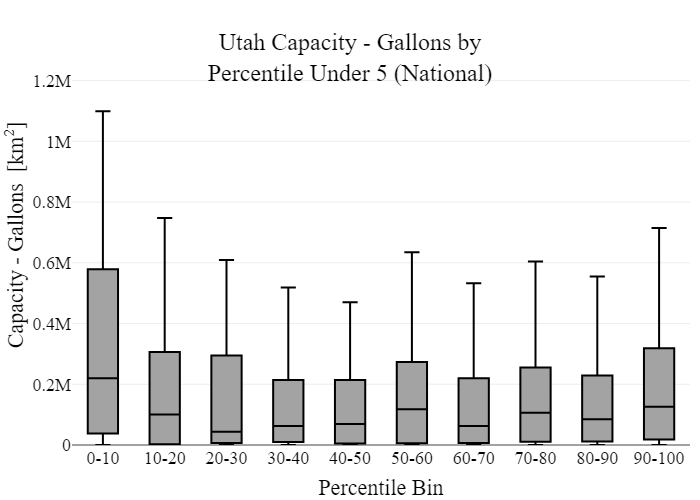 Utah Capacity - Gallons by
Percentile Under 5 (National)
Capacity - Gallons [km²]
1.2M
1M
0.8M
0.6M
0.4M
0.2M
0
0-10 10-20 20-30 30-40 40-50 50-60 60-70 70-80 80-90 90-100
Percentile Bin